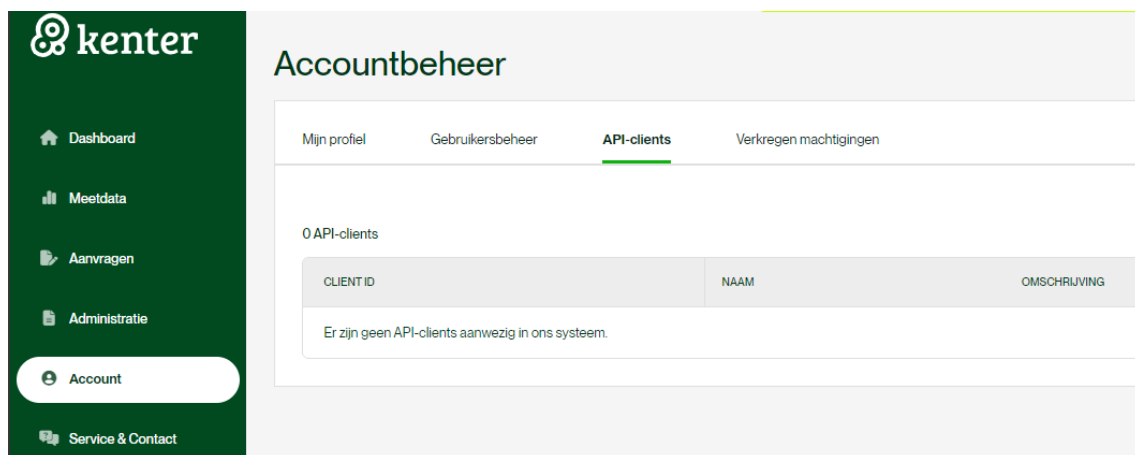 kenter
Accountbeheer
Dashboard
Meetdata
Aanvragen
Administratie
Account
Service & Contact
Mijn profiel Gebruikersbeheer API-clients Verkregen machtigingen
0 API-clients
CLIENT ID NAAM OMSCHRIJVING
Er zijn geen API-clients aanwezig in ons systeem.